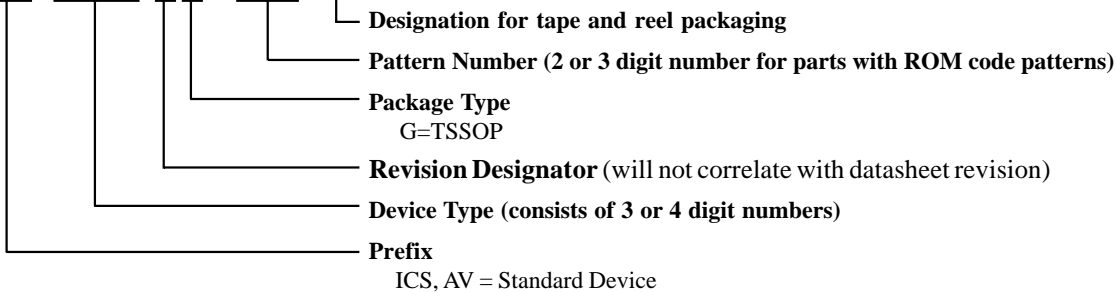 Designation for tape and reel packaging
Pattern Number (2 or 3 digit number for parts with ROM code patterns)
Package Type
G=TSSOP
Revision Designator (will not correlate with datasheet revision)
Device Type (consists of 3 or 4 digit numbers)
Prefix
ICS, AV = Standard Device